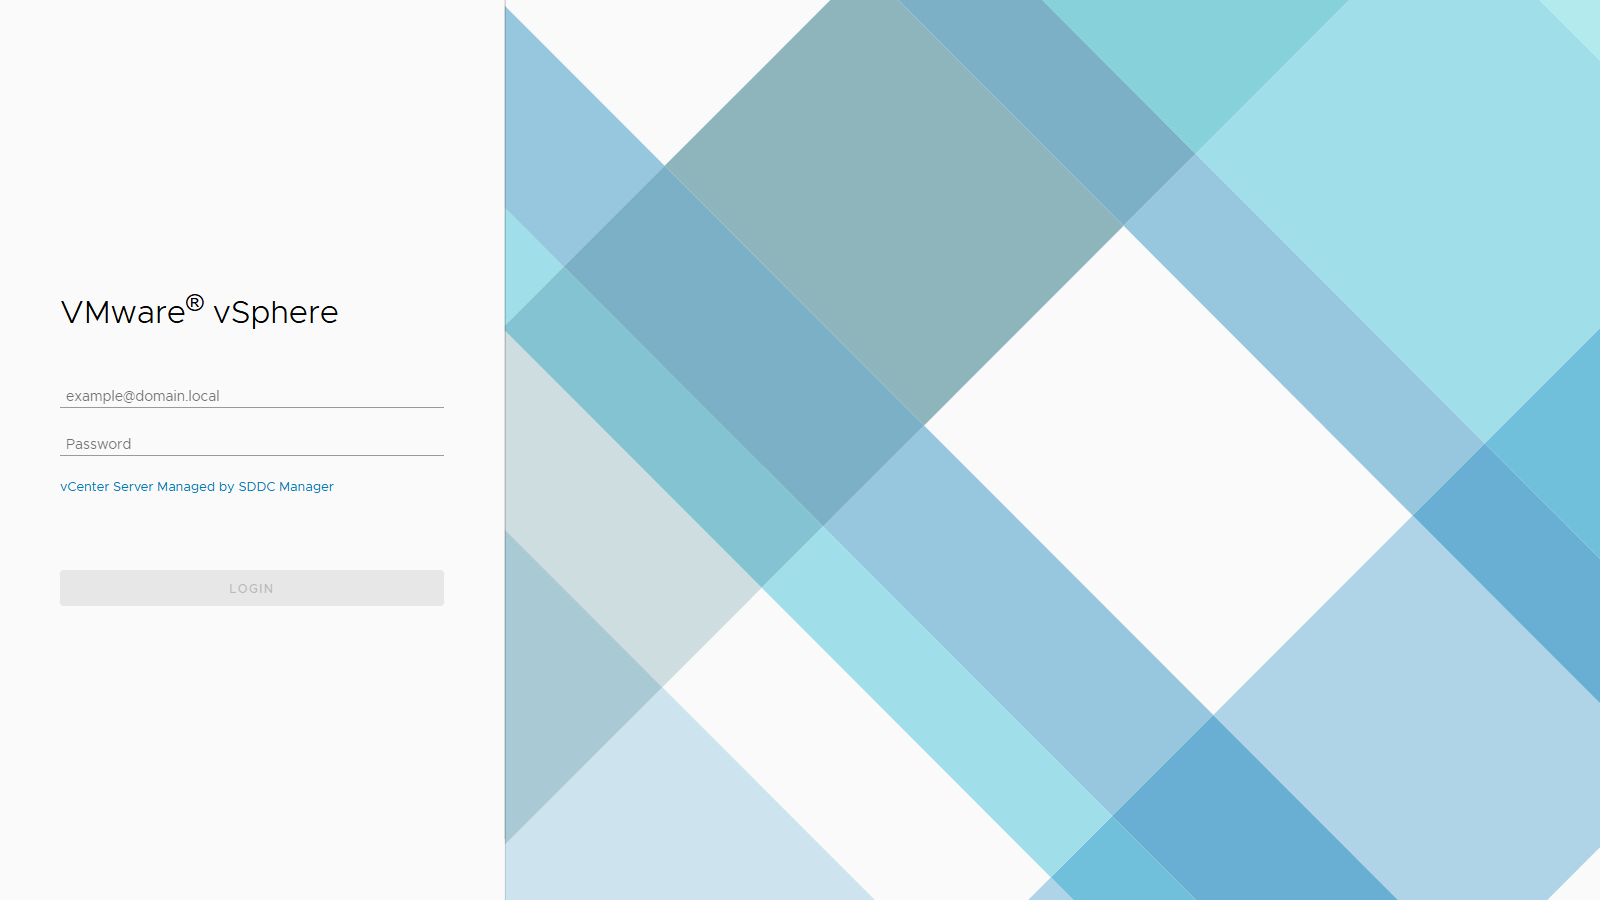 VMware® vSphere
example@domain.local
Password
vCenter Server Managed by SDDC Manager
LOGIN